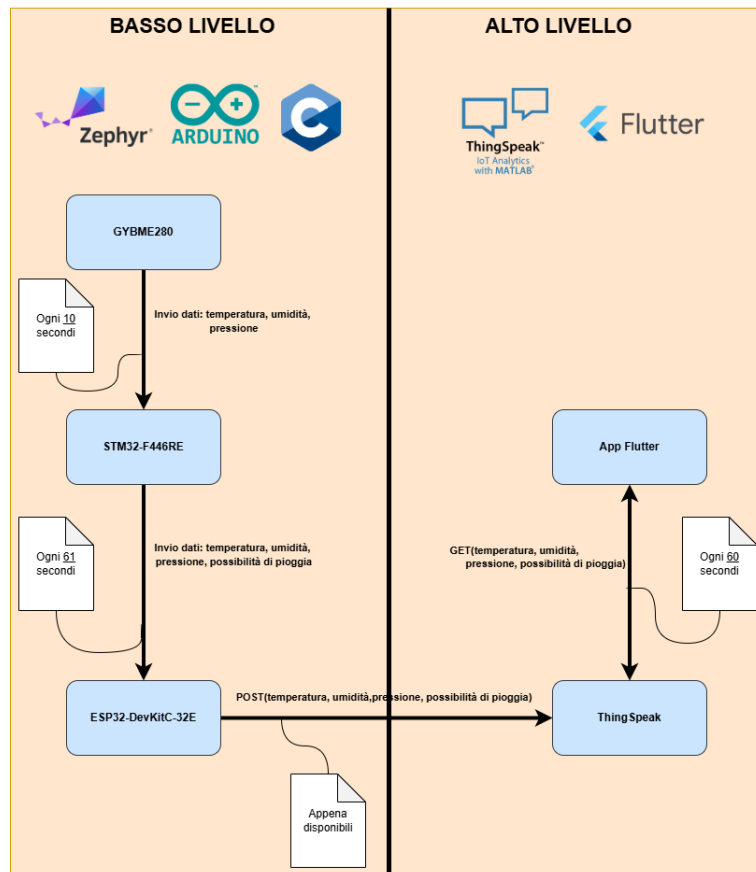 BASSO LIVELLO
ALTO LIVELLO
Zephyr®
ARDUINO™
C
ThingSpeak™
IoT Analytics
with MATLAB®
Flutter
GYBME280
Ogni 10
secondi
Invio dati: temperatura, umidità,
pressione
STM32-F446RE
App Flutter
Ogni 61
secondi
Invio dati: temperatura, umidità,
pressione, possibilità di pioggia
GET(temperatura, umidità,
pressione, possibilità di pioggia)
Ogni 60
secondi
ESP32-DevKitC-32E
POST(temperatura, umidità,pressione, possibilità di pioggia)
ThingSpeak
Appena
disponibili